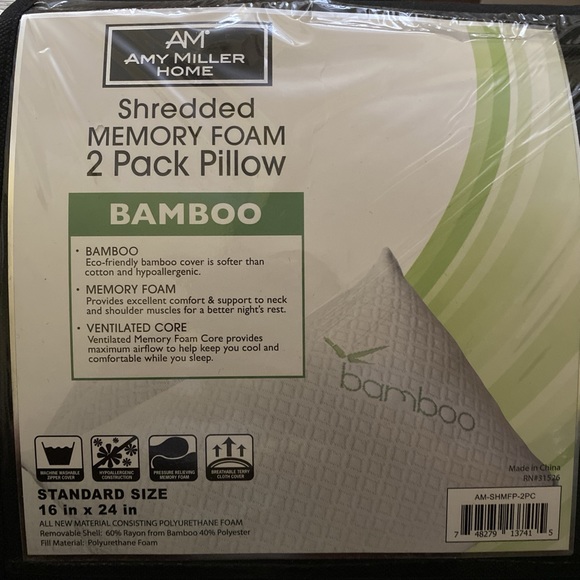 AM
AMY MILLER
HOME
Shredded
MEMORY FOAM
2 Pack Pillow
BAMBOO
• BAMBOO
Eco-friendly bamboo cover is softer than
cotton and hypoallergenic.
• MEMORY FOAM
Provides excellent comfort & support to neck
and shoulder muscles for a better night's rest.
• VENTILATED CORE
Ventilated Memory Foam Core provides
maximum airflow to help keep you cool and
comfortable while you sleep.
bamboo
MACHINE WASHABLE
ZIPPER COVER
HYPOALLERGENIC
CONSTRUCTION
PRESSURE RELIEVING
MEMORY FOAM
BREATHABLE TERRY
CLOTH COVER
STANDARD SIZE
16 in x 24 in
ALL NEW MATERIAL CONSISTING POLYURETHANE FOAM
Removable Shell: 60% Rayon from Bamboo 40% Polyester
Fill Material: Polyurethane Foam
Made in China
RN#31526
AM-SHMFP-2PC
7 48279 13741 5